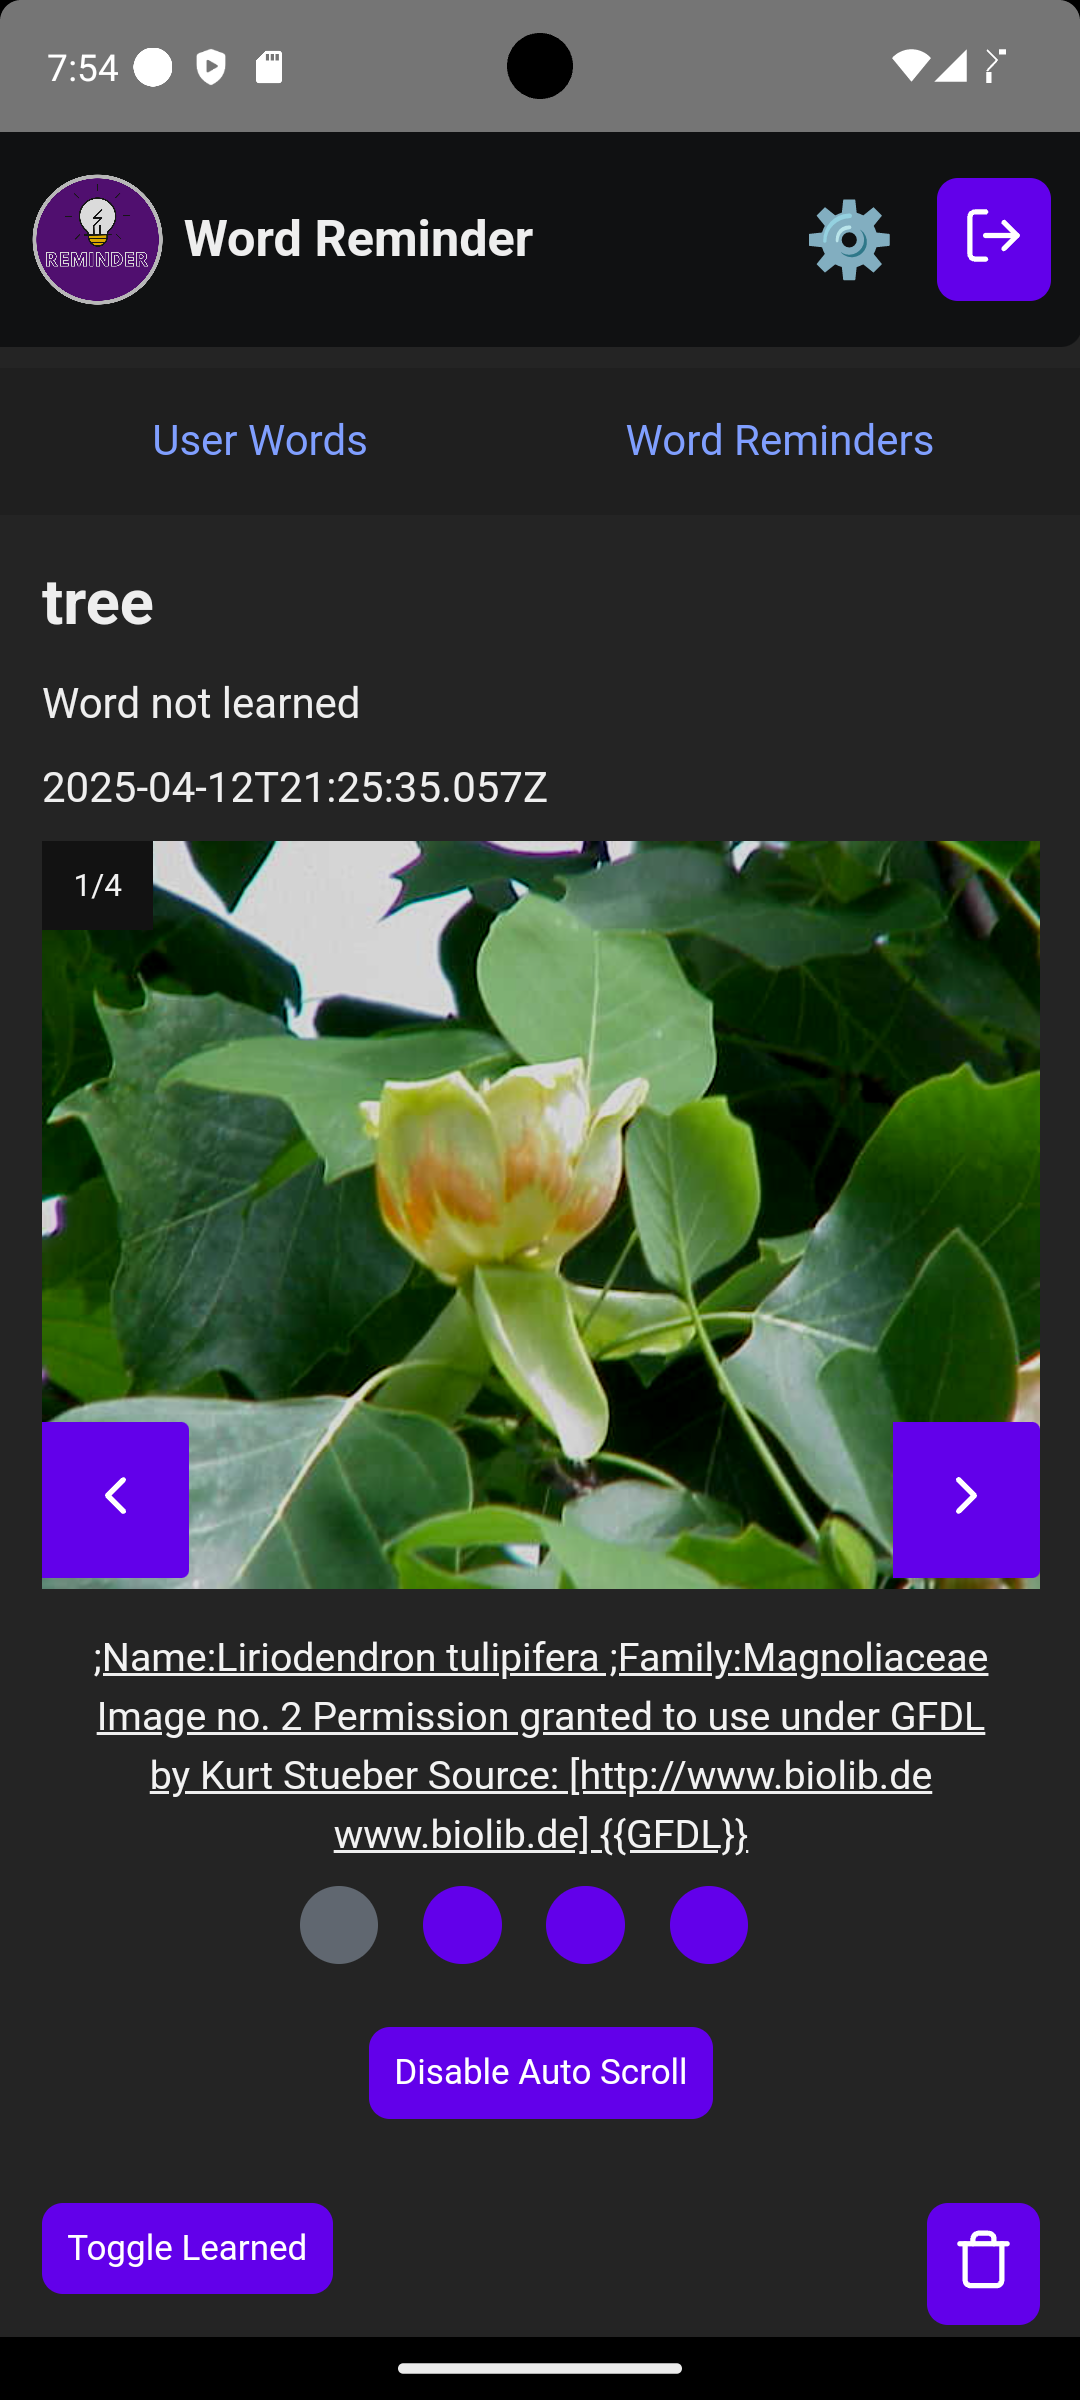 7:54
REMINDER
Word Reminder
User Words
Word Reminders
tree
Word not learned
2025-04-12T21:25:35.057Z
1/4
;Name:Liriodendron tulipifera ;Family:Magnoliaceae
Image no. 2 Permission granted to use under GFDL
by Kurt Stueber Source: [http://www.biolib.de
www.biolib.de] {{GFDL}}
Disable Auto Scroll
Toggle Learned